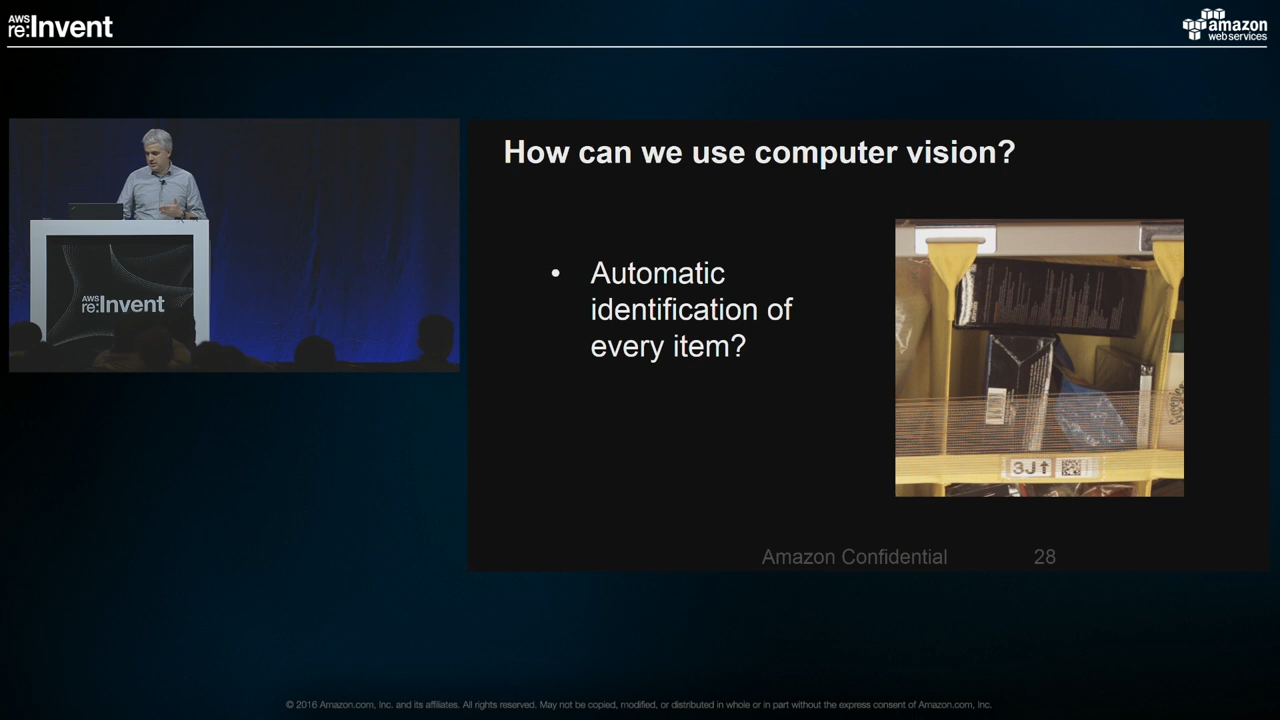 AWS
re:Invent
amazon
web services
How can we use computer vision?
AWS
re:Invent
• Automatic
identification of
every item?
3J↑
Amazon Confidential 28
© 2016 Amazon.com, Inc. and its affiliates. All rights reserved. May not be copied, modified, or distributed in whole or in part without the express consent of Amazon.com, Inc.